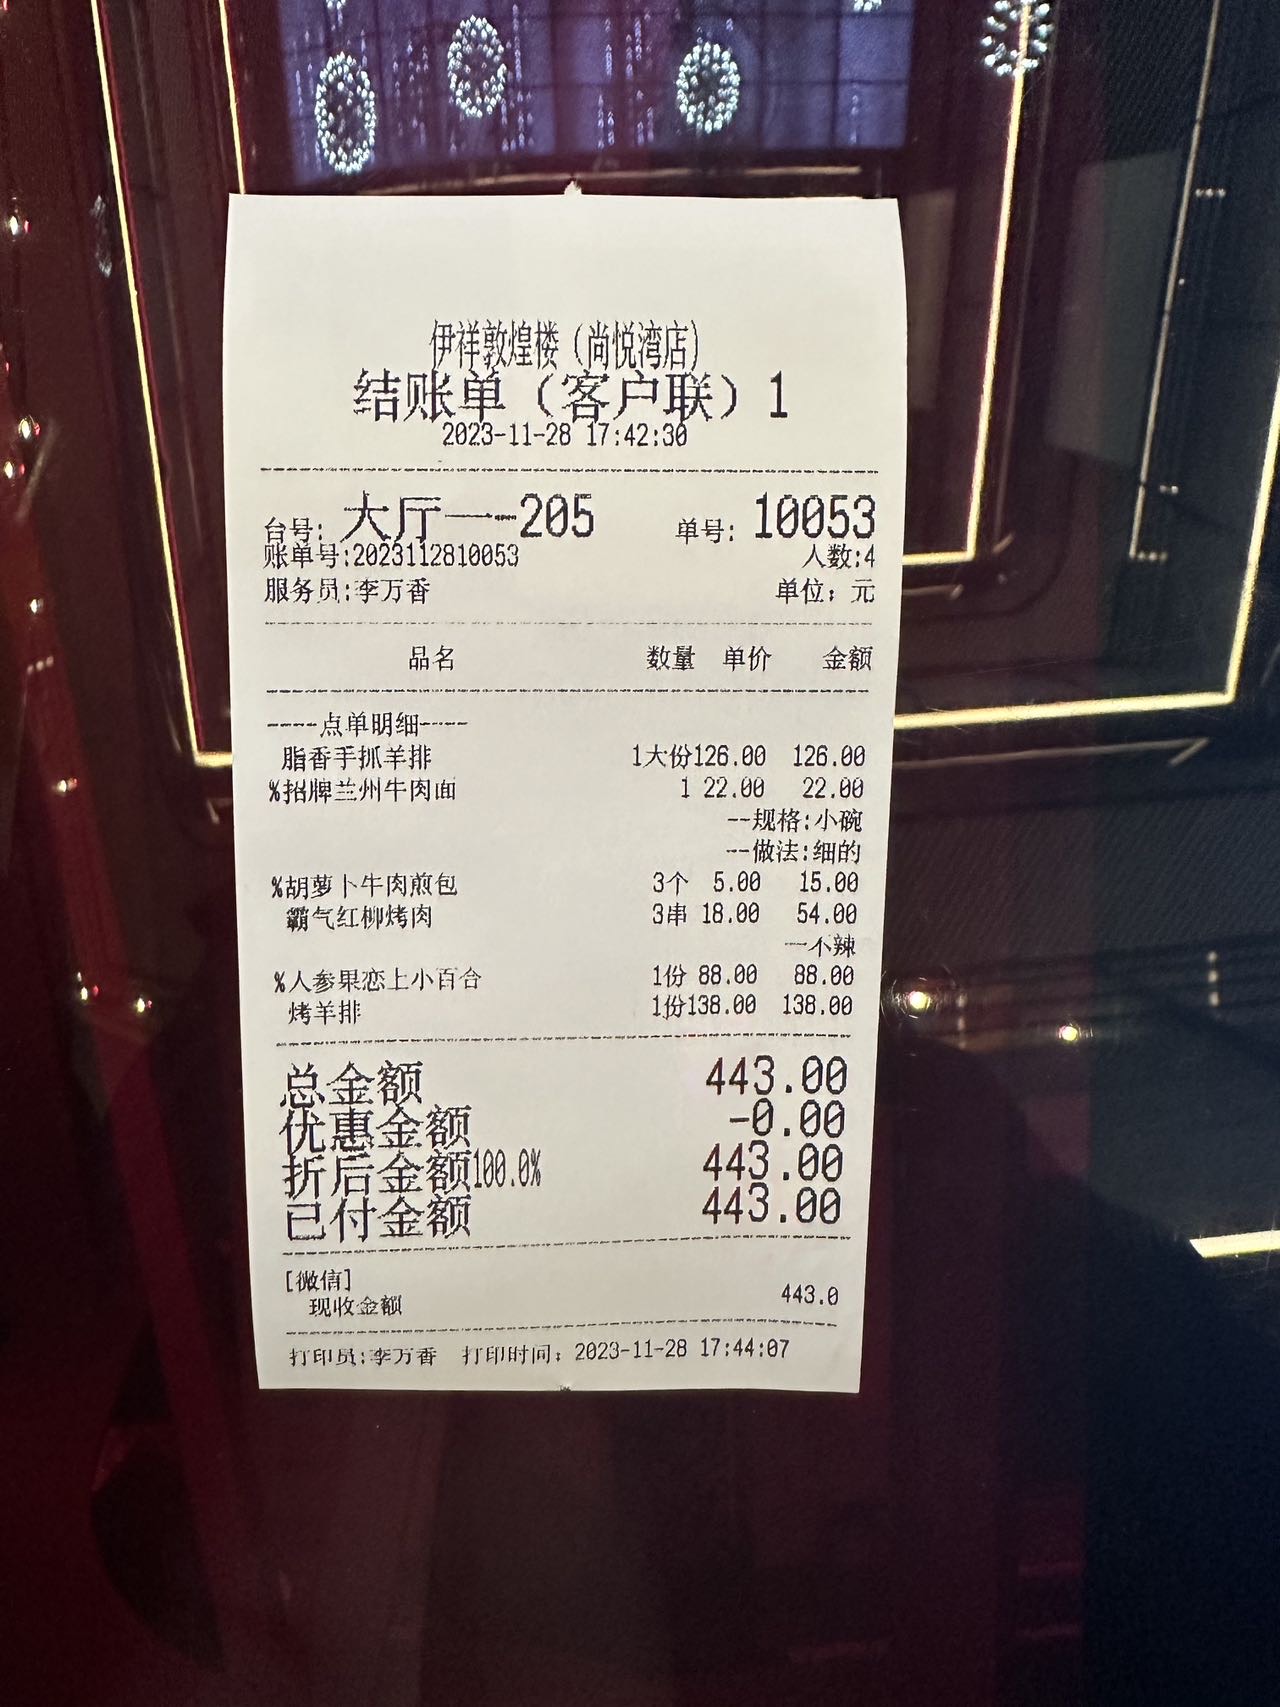 伊祥敦煌楼（尚悦湾店）
结账单（客户联）1
2023-11-28 17:42:30
台号: 大厅一--205 单号: 10053
账单号:2023112810053 人数:4
服务员:李万香 单位：元
品名 数量 单价 金额
----点单明细----
脂香手抓羊排 1大份126.00 126.00
%招牌兰州牛肉面 1 22.00 22.00
--规格:小碗
--做法:细的
%胡萝卜牛肉煎包 3个 5.00 15.00
霸气红柳烤肉 3串 18.00 54.00
--不辣
%人参果恋上小百合 1份 88.00 88.00
烤羊排 1份138.00 138.00
总金额 443.00
优惠金额 -0.00
折后金额100.0% 443.00
已付金额 443.00
[微信]
现收金额 443.0
打印员:李万香 打印时间：2023-11-28 17:44:07